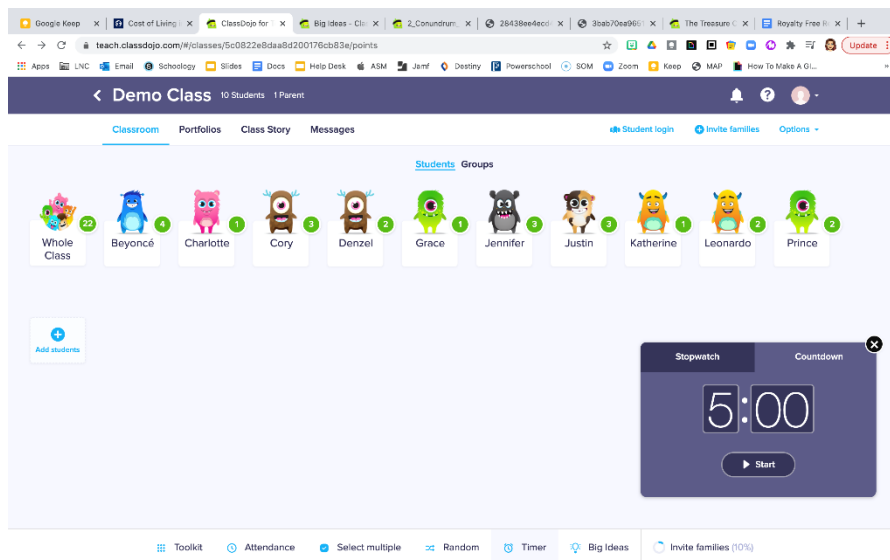 Google Keep
Cost of Living
ClassDojo for
Big Ideas - Cla
2_Conundrum_
28438ee4ecd
The Treasure C
Royalty Free R
teach.classdojo.com/#/classes/5c0822e8daa8d200176cb83e/points
Update
Apps LNC Email Schoology Slides Docs Help Desk ASM Jamf Destiny Powerschool SOM Zoom Keep MAP How To Make A Gl...
Demo Class 10 Students 1 Parent
Classroom Portfolios Class Story Messages Student login Invite families Options
Students Groups
22 4 1 3 2 1 3 3 1 2 2
Whole Class
Beyoncé
Charlotte
Cory
Denzel
Grace
Jennifer
Justin
Katherine
Leonardo
Prince
Add students
Stopwatch Countdown
5:00
Start
Toolkit Attendance Select multiple Random Timer Big Ideas Invite families (10%)